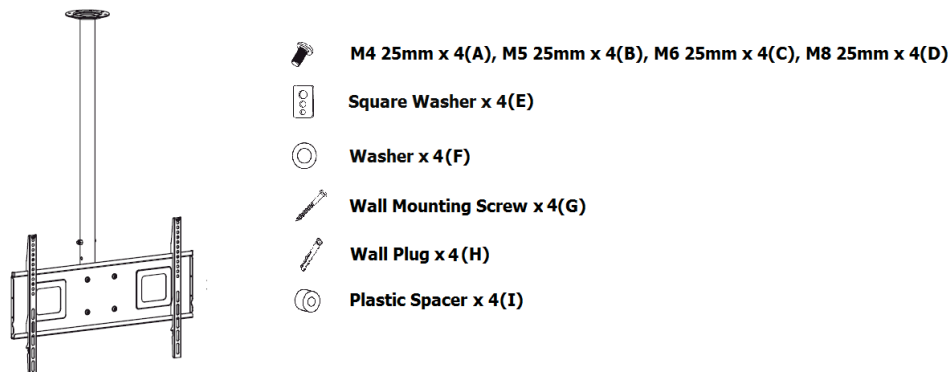 M4 25mm x 4(A), M5 25mm x 4(B), M6 25mm x 4(C), M8 25mm x 4(D)
Square Washer x 4(E)
Washer x 4(F)
Wall Mounting Screw x 4(G)
Wall Plug x 4(H)
Plastic Spacer x 4(I)